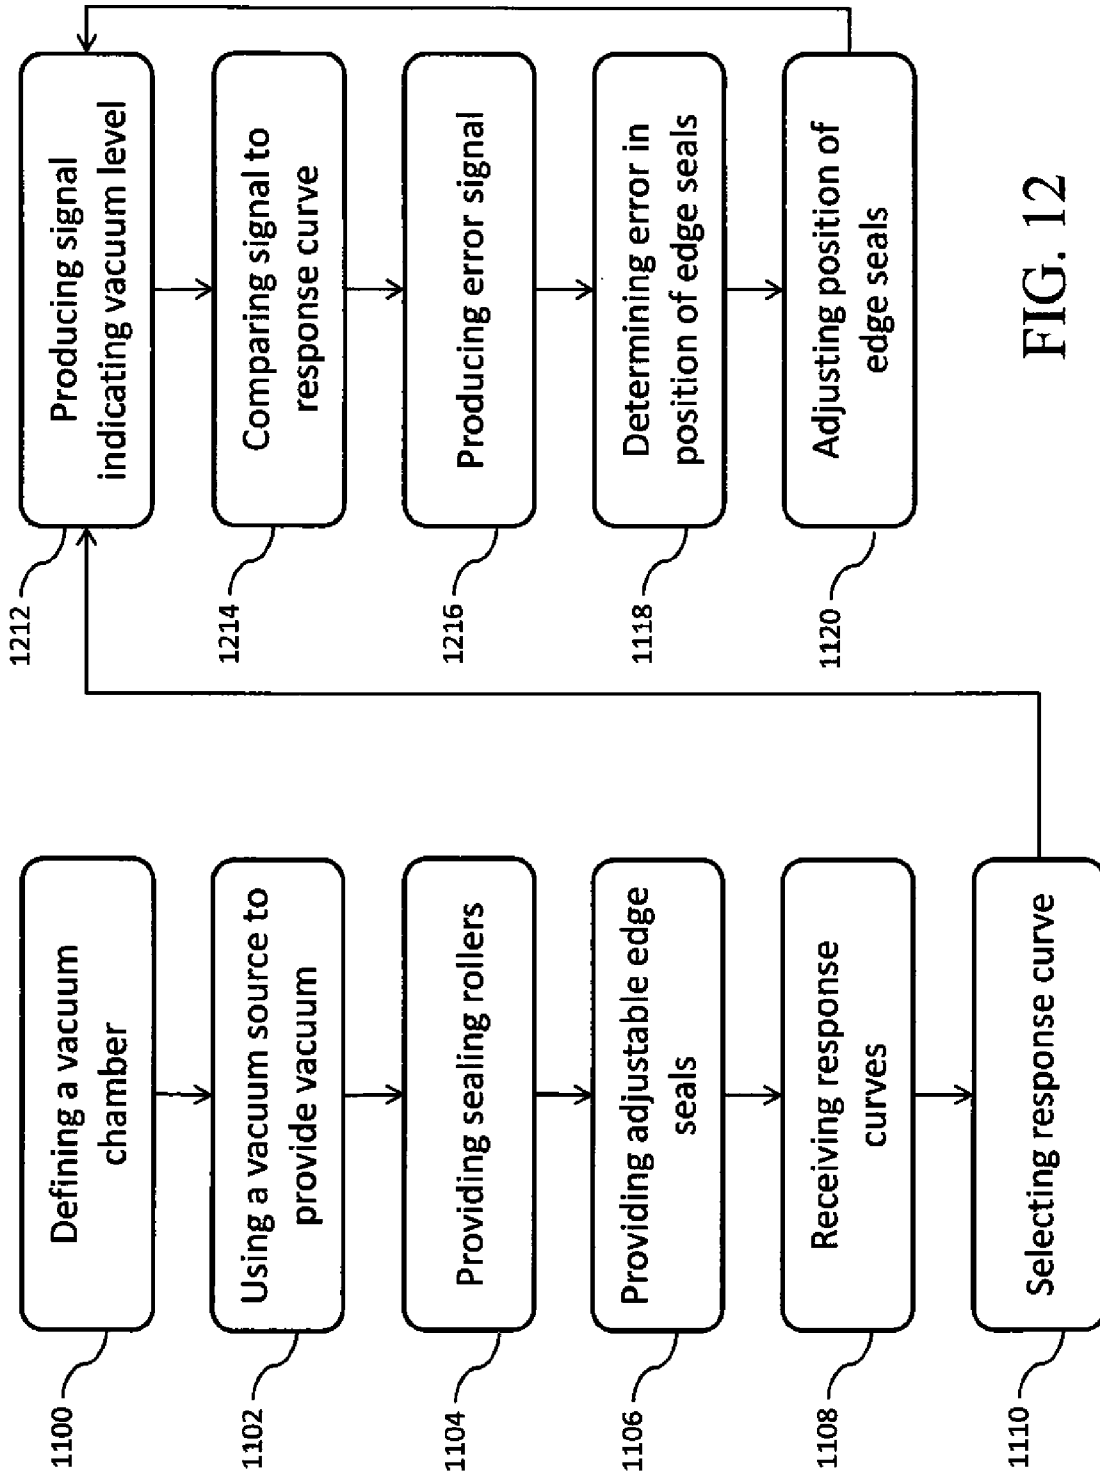 1100
Defining a vacuum
chamber
1102
Using a vacuum source to
provide vacuum
1104
Providing sealing rollers
1106
Providing adjustable edge
seals
1108
Receiving response
curves
1110
Selecting response curve
1212
Producing signal
indicating vacuum level
1214
Comparing signal to
response curve
1216
Producing error signal
1118
Determining error in
position of edge seals
1120
Adjusting position of
edge seals
FIG. 12